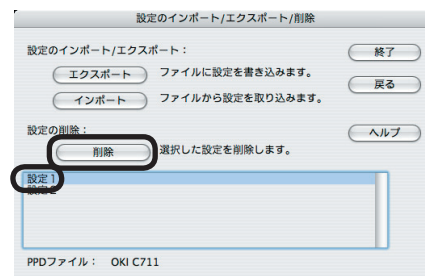 設定のインポート/エクスポート/削除
設定のインポート/エクスポート：
終了
エクスポート ファイルに設定を書き込みます。
戻る
インポート ファイルから設定を取り込みます。
設定の削除：
ヘルプ
削除 選択した設定を削除します。
設定1
設定2
PPDファイル： OKI C711